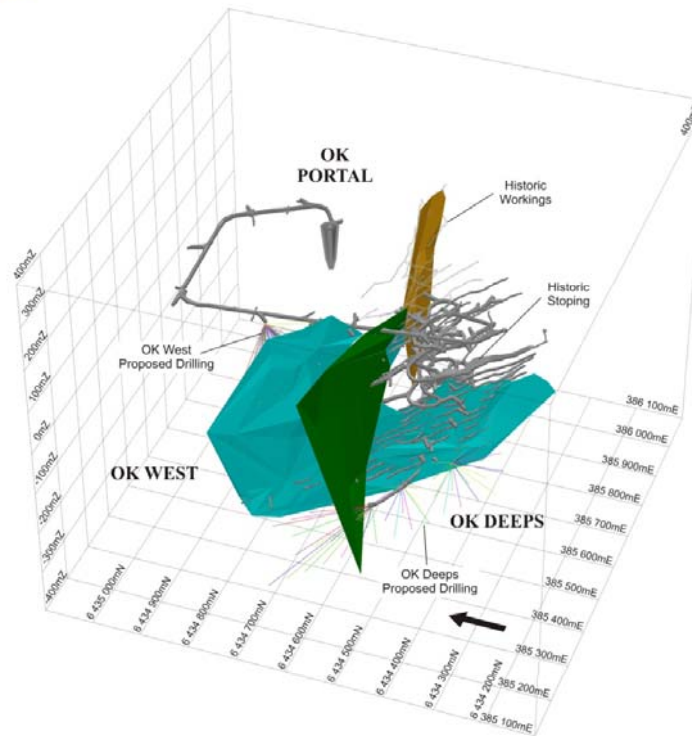 OK
PORTAL
Historic
Workings
Historic
Stoping
OK West
Proposed Drilling
OK WEST
OK DEEPS
OK Deeps
Proposed Drilling
400mZ
300mZ
200mZ
100mZ
0mZ
-100mZ
-200mZ
-300mZ
-400mZ
6 435 000mN
6 434 900mN
6 434 800mN
6 434 700mN
6 434 600mN
6 434 500mN
6 434 400mN
6 434 300mN
6 434 200mN
386 100mE
386 000mE
385 900mE
385 800mE
385 700mE
385 600mE
385 500mE
385 400mE
385 300mE
385 200mE
385 100mE